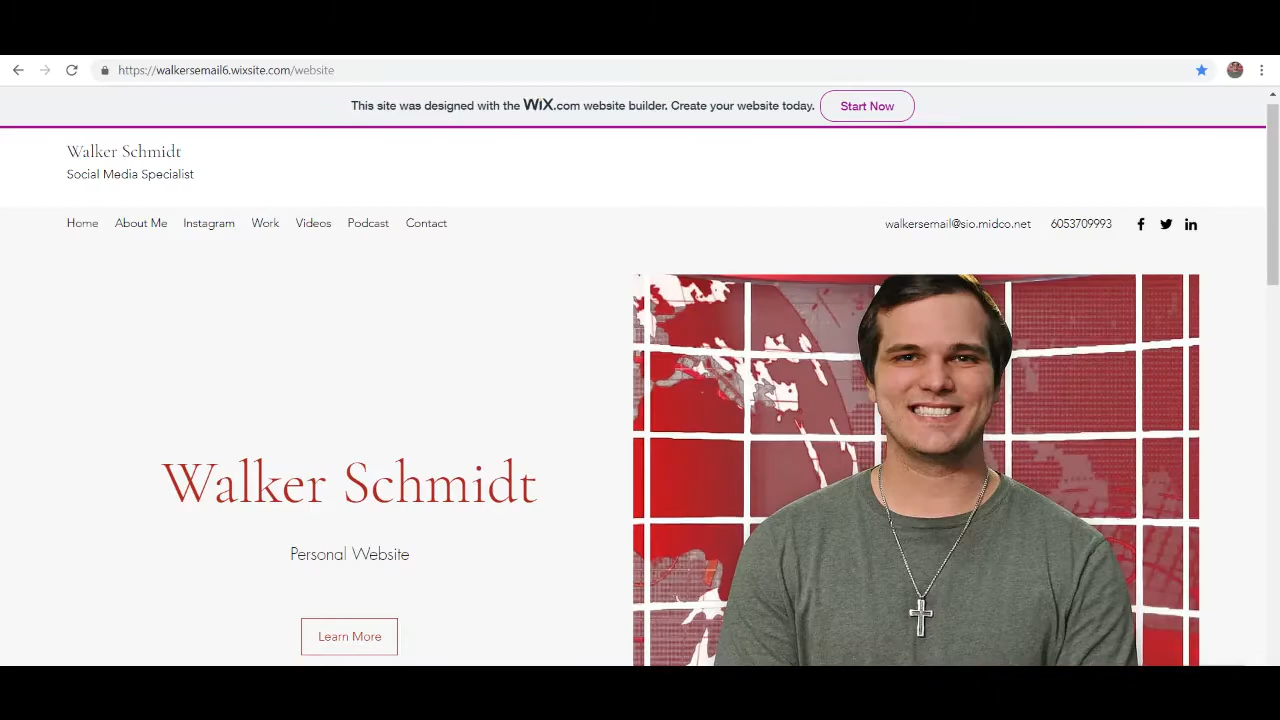 https://walkersemail6.wixsite.com/website
This site was designed with the WiX.com website builder. Create your website today. Start Now
Walker Schmidt
Social Media Specialist
Home About Me Instagram Work Videos Podcast Contact walkersemail@sio.midco.net 6053709993
Walker Schmidt
Personal Website
Learn More